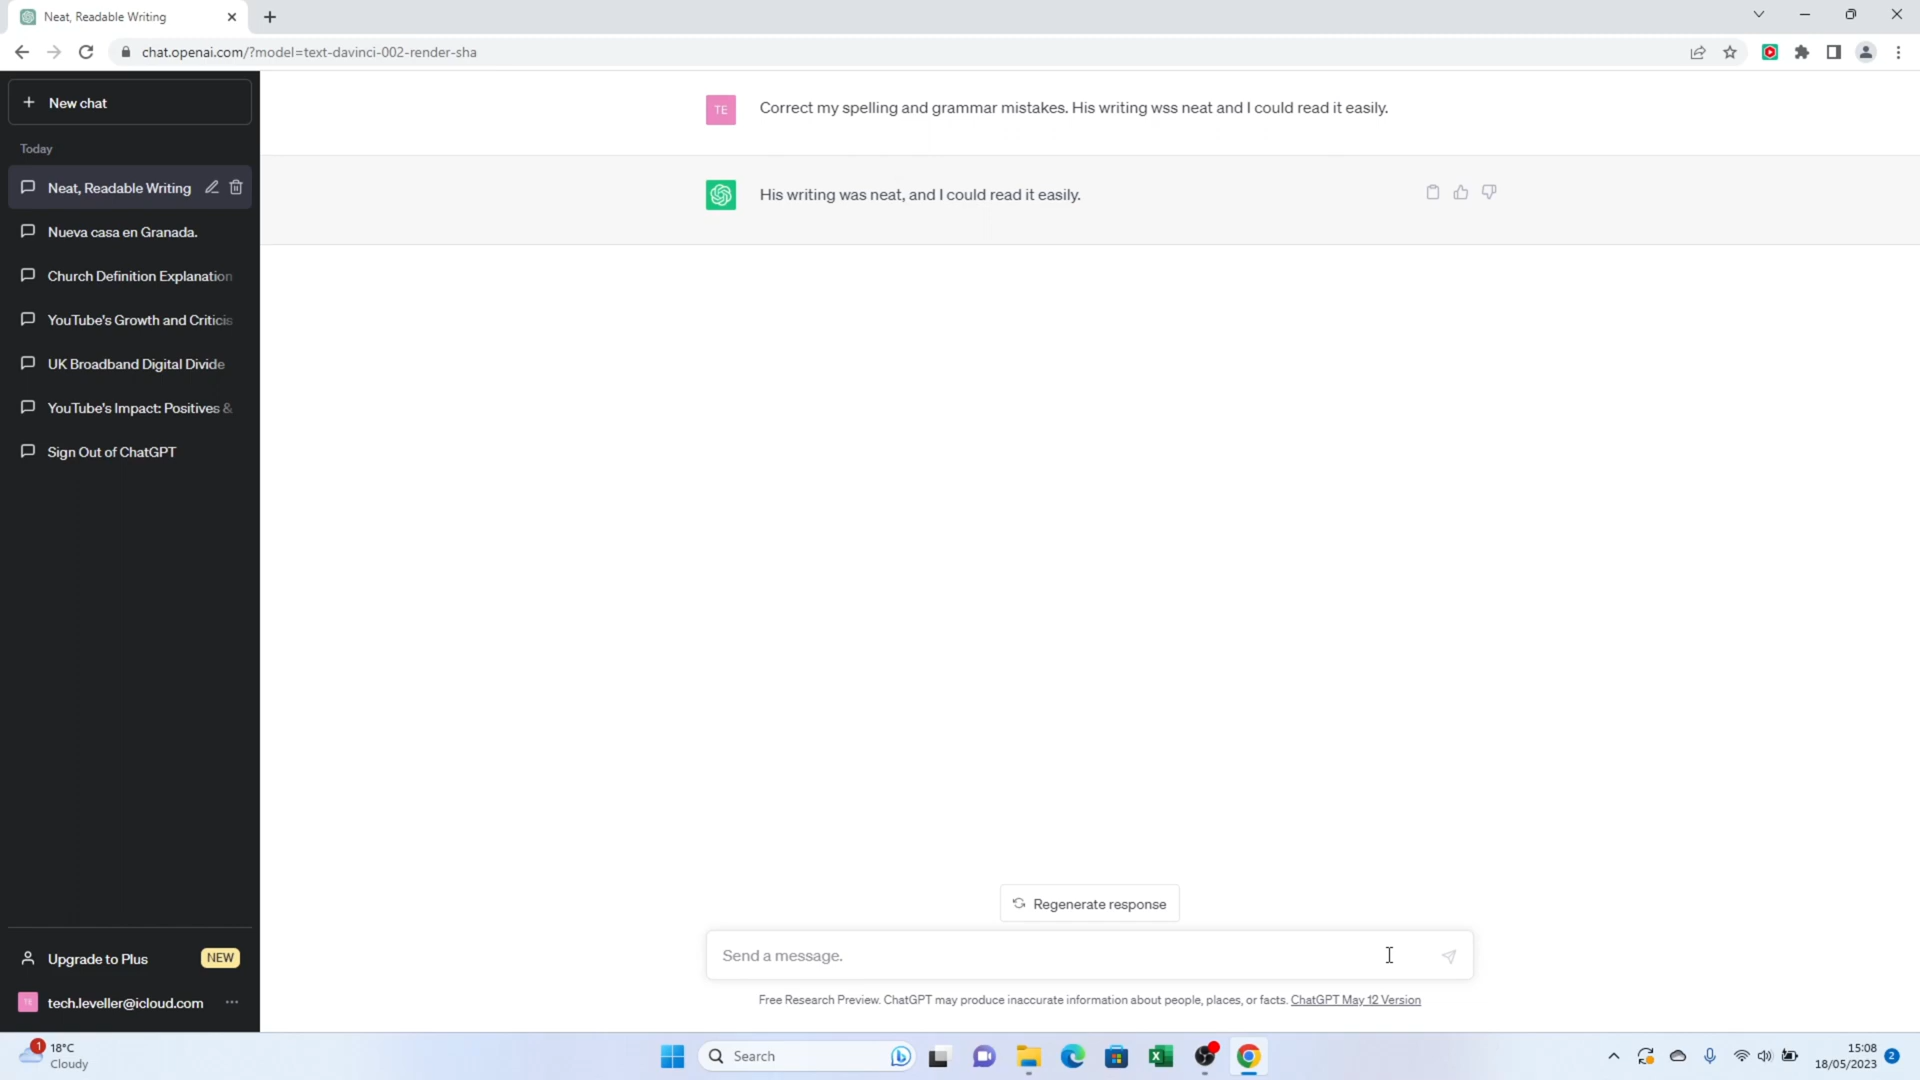 Neat, Readable Writing
chat.openai.com/?model=text-davinci-002-render-sha
New chat
Today
Neat, Readable Writing
Nueva casa en Granada.
Church Definition Explanation
YouTube's Growth and Criticis
UK Broadband Digital Divide
YouTube's Impact: Positives &
Sign Out of ChatGPT
Upgrade to Plus NEW
TE tech.leveller@icloud.com
TE Correct my spelling and grammar mistakes. His writing wss neat and I could read it easily.
His writing was neat, and I could read it easily.
Regenerate response
Send a message.
Free Research Preview. ChatGPT may produce inaccurate information about people, places, or facts. ChatGPT May 12 Version
1 18°C
Cloudy
Search
15:08
18/05/2023 2